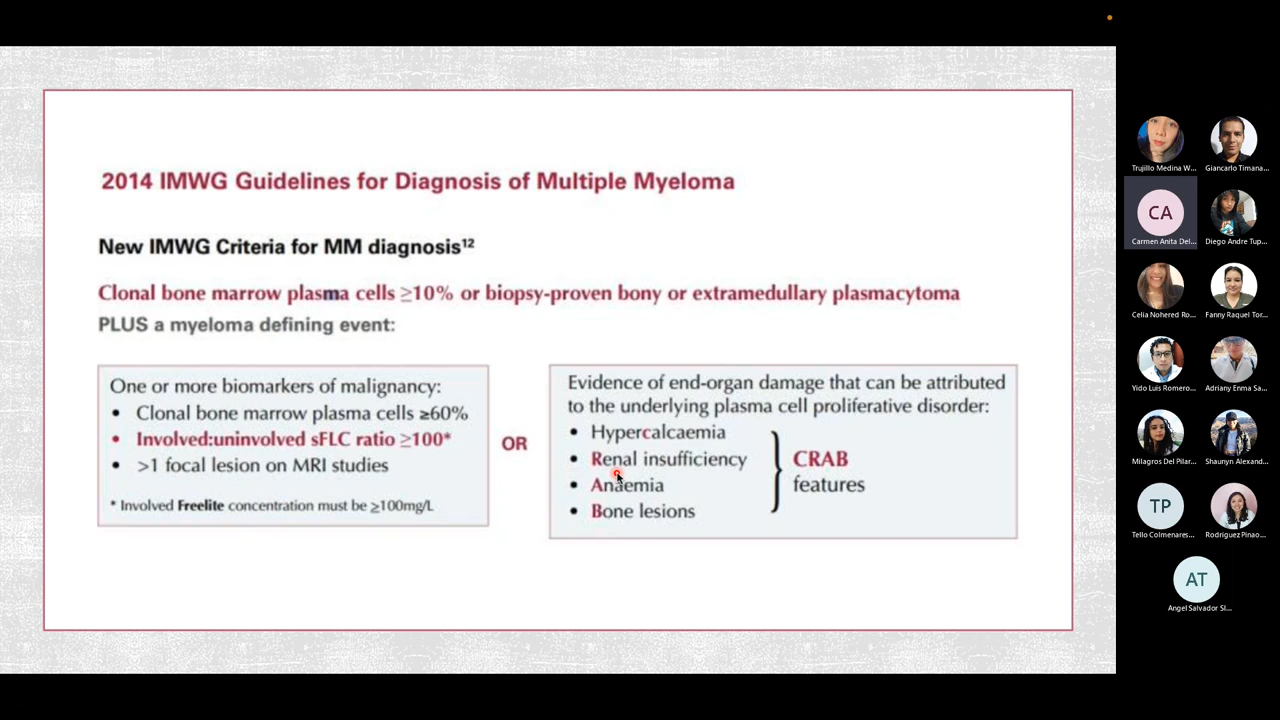 2014 IMWG Guidelines for Diagnosis of Multiple Myeloma
New IMWG Criteria for MM diagnosis¹²
Clonal bone marrow plasma cells ≥10% or biopsy-proven bony or extramedullary plasmacytoma
PLUS a myeloma defining event:
One or more biomarkers of malignancy:
• Clonal bone marrow plasma cells ≥60%
• Involved:uninvolved sFLC ratio ≥100*
• >1 focal lesion on MRI studies
* Involved Freelite concentration must be ≥100mg/L
OR
Evidence of end-organ damage that can be attributed
to the underlying plasma cell proliferative disorder:
• Hypercalcaemia
• Renal insufficiency
• Anaemia
• Bone lesions
CRAB
features
Trujillo Medina W...
Giancarlo Timana...
CA
Carmen Anita Del...
Diego Andre Tup...
Celia Nohered Ro...
Fanny Raquel Tor...
Yido Luis Romero...
Adriany Enma Sa...
Milagros Del Pilar...
Shaunyn Alexand...
TP
Tello Colmenares...
Rodriguez Pinao...
AT
Angel Salvador SI...